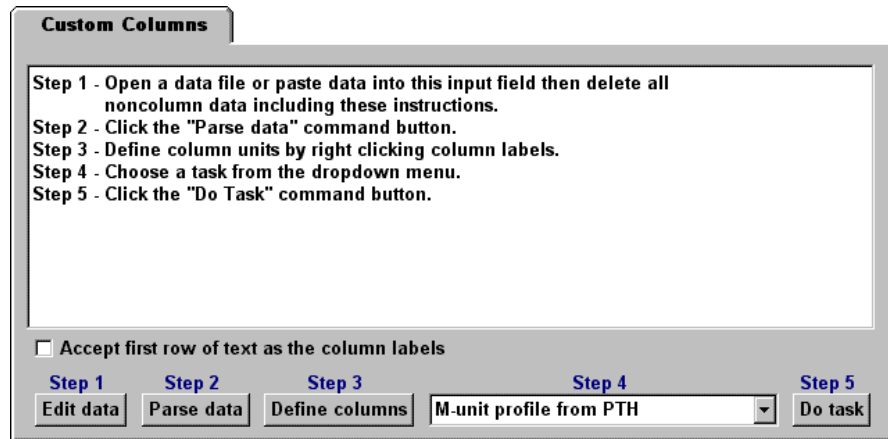 Custom Columns
Step 1 - Open a data file or paste data into this input field then delete all
noncolumn data including these instructions.
Step 2 - Click the "Parse data" command button.
Step 3 - Define column units by right clicking column labels.
Step 4 - Choose a task from the dropdown menu.
Step 5 - Click the "Do Task" command button.
Accept first row of text as the column labels
Step 1 Step 2 Step 3 Step 4 Step 5
Edit data Parse data Define columns M-unit profile from PTH Do task